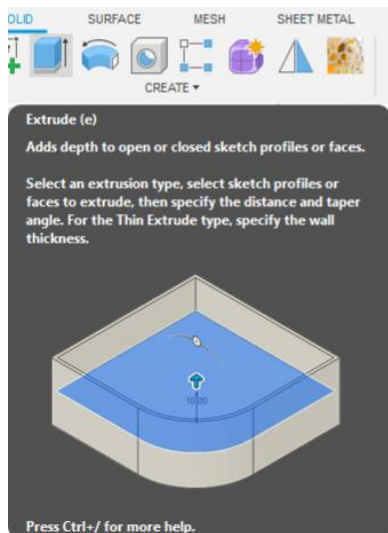 OLID SURFACE MESH SHEET METAL
CREATE ▾
Extrude (e)
Adds depth to open or closed sketch profiles or faces.
Select an extrusion type, select sketch profiles or
faces to extrude, then specify the distance and taper
angle. For the Thin Extrude type, specify the wall
thickness.
10.00
Press Ctrl+/ for more help.